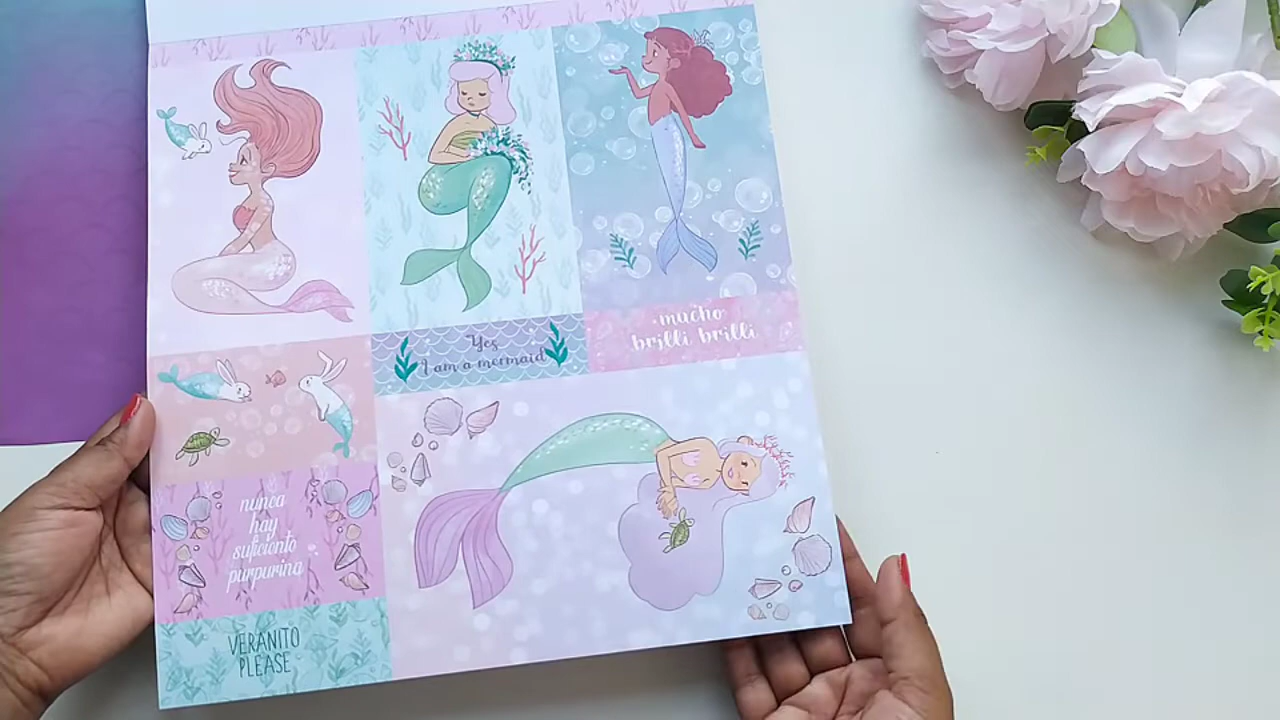 Yes
I am a mermaid
mucho
brilli brilli
nunca
hay
suficiente
purpurina
VERANITO
PLEASE